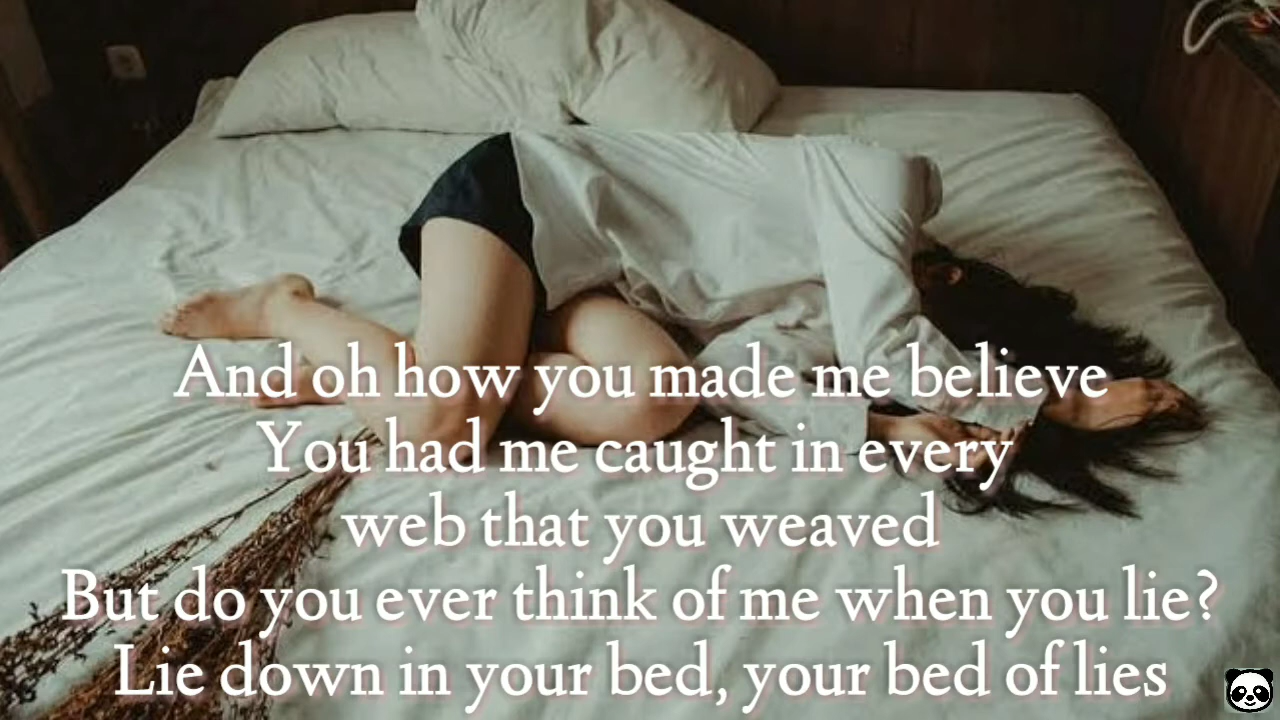 And oh how you made me believe
You had me caught in every
web that you weaved
But do you ever think of me when you lie?
Lie down in your bed, your bed of lies